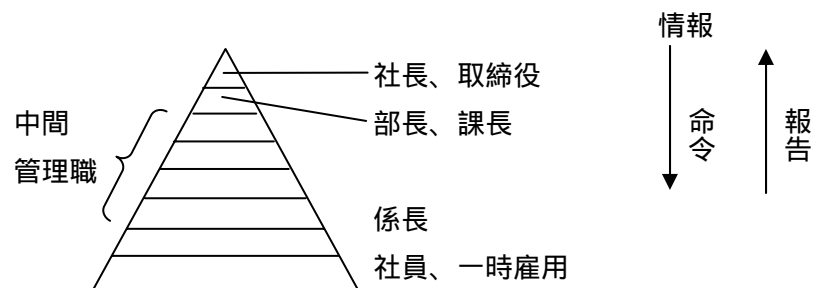 情報
社長、取締役
部長、課長
中間
管理職
命令
報告
係長
社員、一時雇用